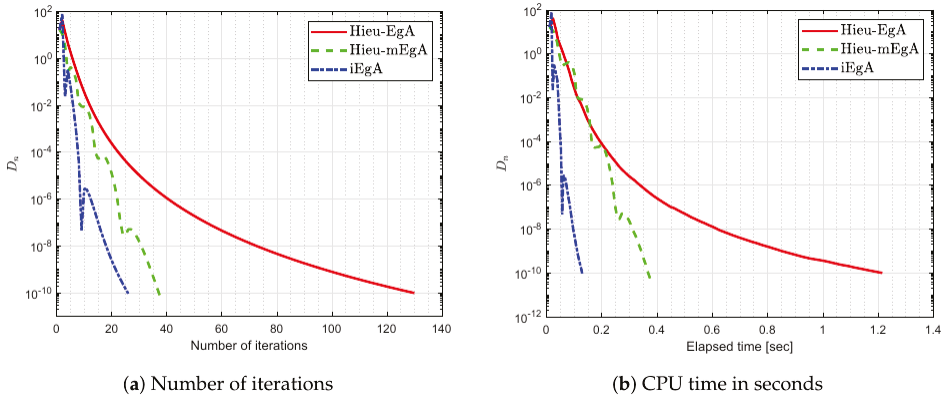 10^2
10^0
10^-2
10^-4
10^-6
10^-8
10^-10
D_n
0 20 40 60 80 100 120 140
Number of iterations
Hieu-EgA
Hieu-mEgA
iEgA
(a) Number of iterations
10^2
10^0
10^-2
10^-4
10^-6
10^-8
10^-10
10^-12
D_n
0 0.2 0.4 0.6 0.8 1 1.2 1.4
Elapsed time [sec]
Hieu-EgA
Hieu-mEgA
iEgA
(b) CPU time in seconds